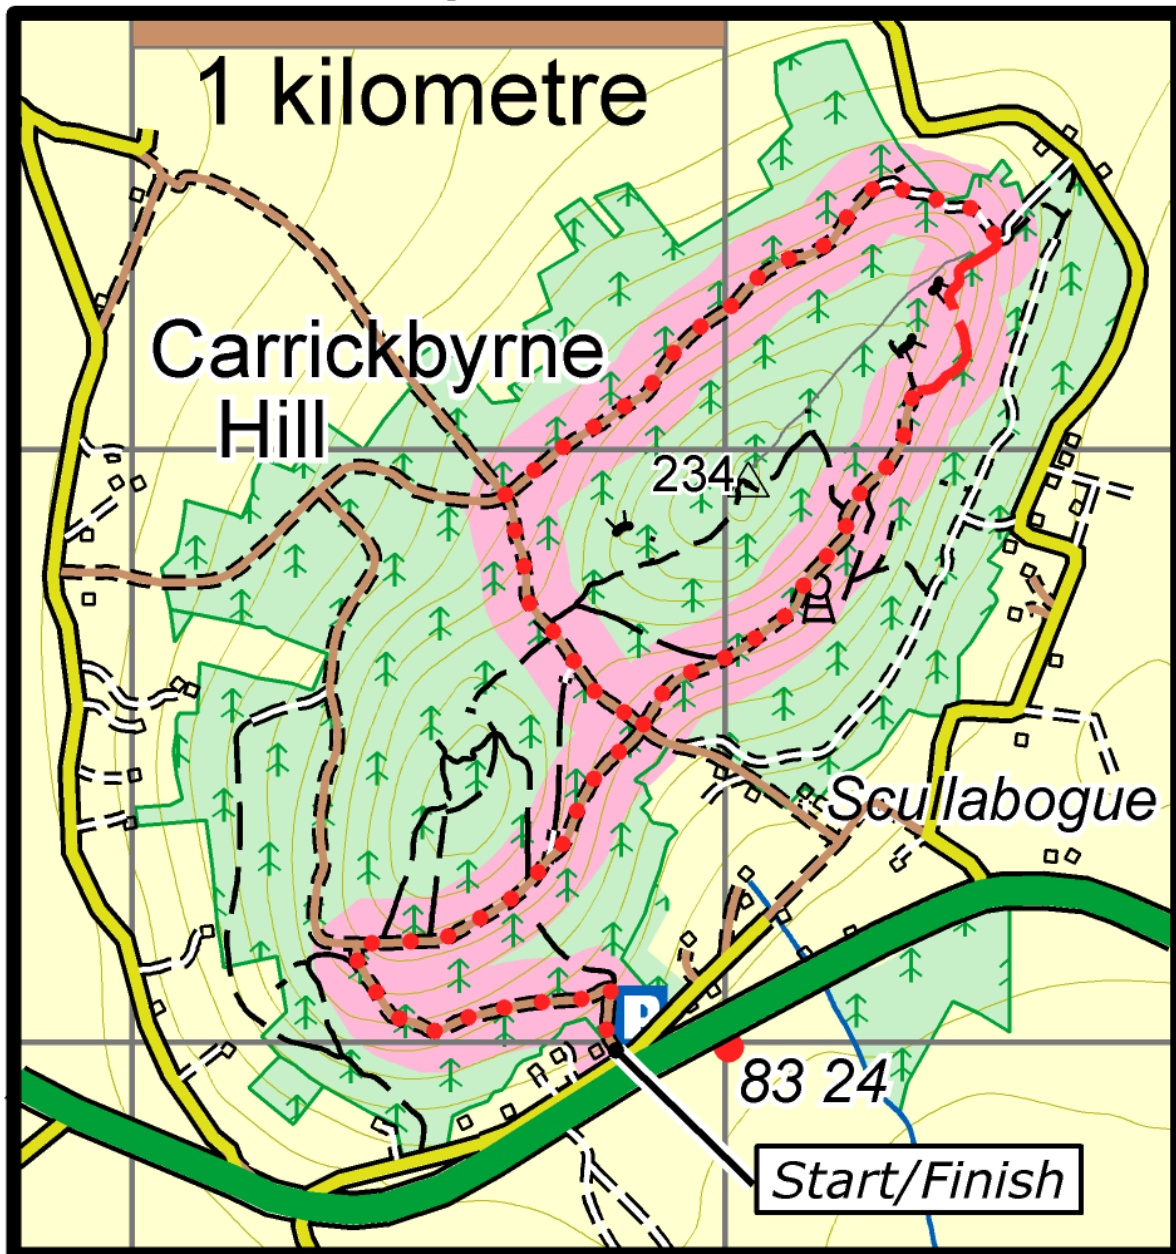 1 kilometre
Carrickbyrne
Hill
234
Scullabogue
P
83 24
Start/Finish